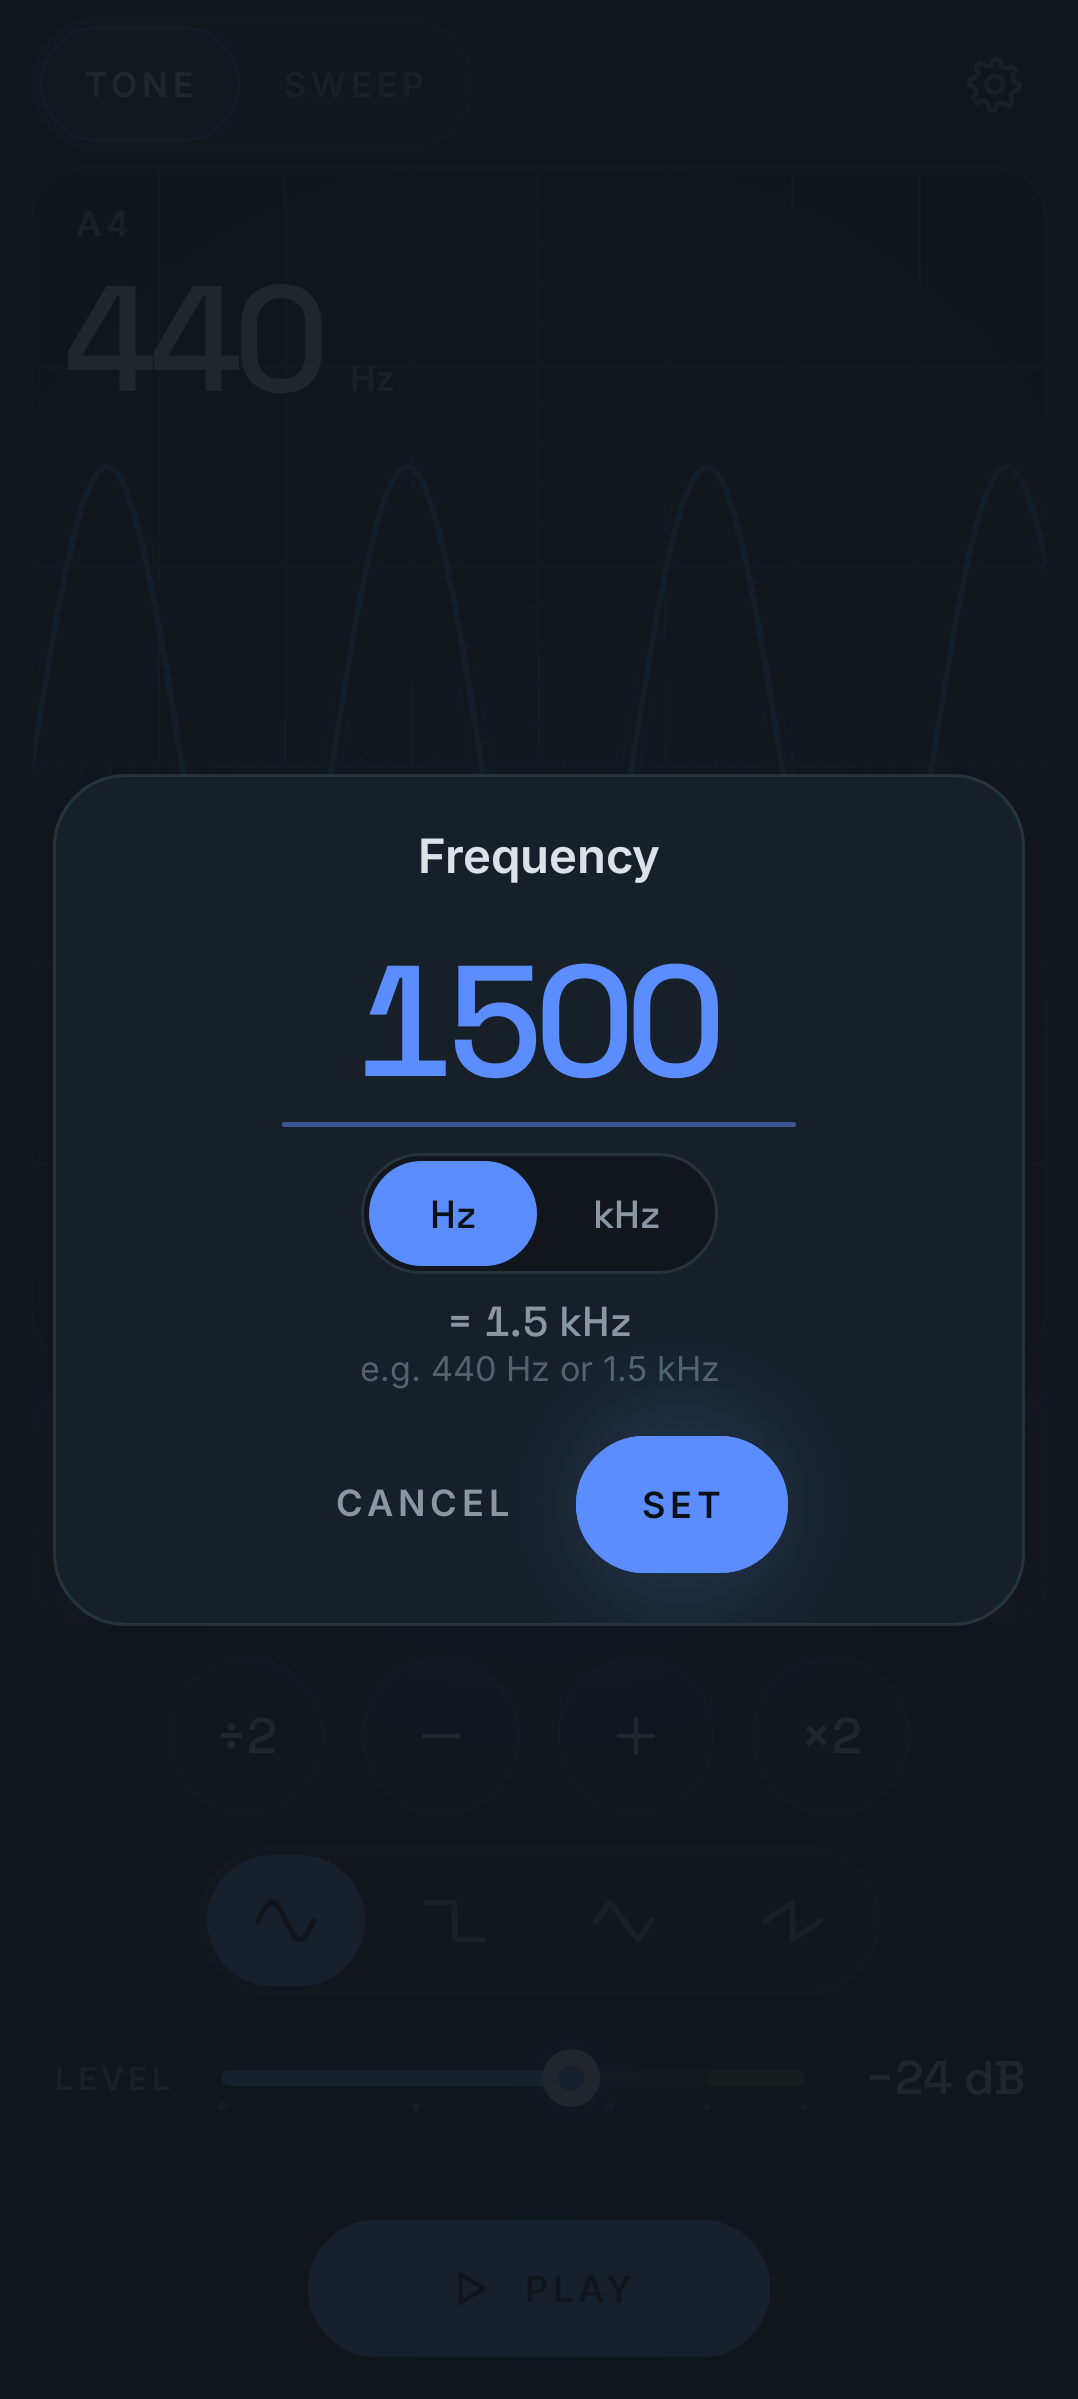 TONE SWEEP
A4
440 Hz
Frequency
1500
Hz kHz
= 1.5 kHz
e.g. 440 Hz or 1.5 kHz
CANCEL SET
÷2 − + ×2
LEVEL −24 dB
PLAY